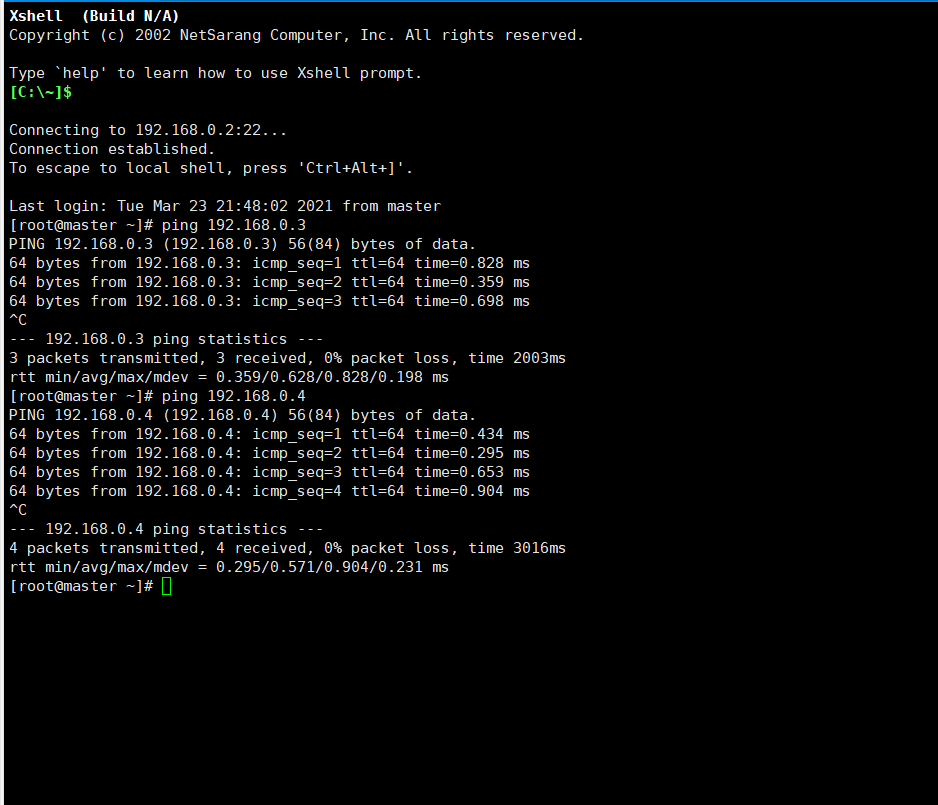 Xshell  (Build N/A)
Copyright (c) 2002 NetSarang Computer, Inc. All rights reserved.

Type `help' to learn how to use Xshell prompt.
[C:\~]$

Connecting to 192.168.0.2:22...
Connection established.
To escape to local shell, press 'Ctrl+Alt+]'.

Last login: Tue Mar 23 21:48:02 2021 from master
[root@master ~]# ping 192.168.0.3
PING 192.168.0.3 (192.168.0.3) 56(84) bytes of data.
64 bytes from 192.168.0.3: icmp_seq=1 ttl=64 time=0.828 ms
64 bytes from 192.168.0.3: icmp_seq=2 ttl=64 time=0.359 ms
64 bytes from 192.168.0.3: icmp_seq=3 ttl=64 time=0.698 ms
^C
--- 192.168.0.3 ping statistics ---
3 packets transmitted, 3 received, 0% packet loss, time 2003ms
rtt min/avg/max/mdev = 0.359/0.628/0.828/0.198 ms
[root@master ~]# ping 192.168.0.4
PING 192.168.0.4 (192.168.0.4) 56(84) bytes of data.
64 bytes from 192.168.0.4: icmp_seq=1 ttl=64 time=0.434 ms
64 bytes from 192.168.0.4: icmp_seq=2 ttl=64 time=0.295 ms
64 bytes from 192.168.0.4: icmp_seq=3 ttl=64 time=0.653 ms
64 bytes from 192.168.0.4: icmp_seq=4 ttl=64 time=0.904 ms
^C
--- 192.168.0.4 ping statistics ---
4 packets transmitted, 4 received, 0% packet loss, time 3016ms
rtt min/avg/max/mdev = 0.295/0.571/0.904/0.231 ms
[root@master ~]#